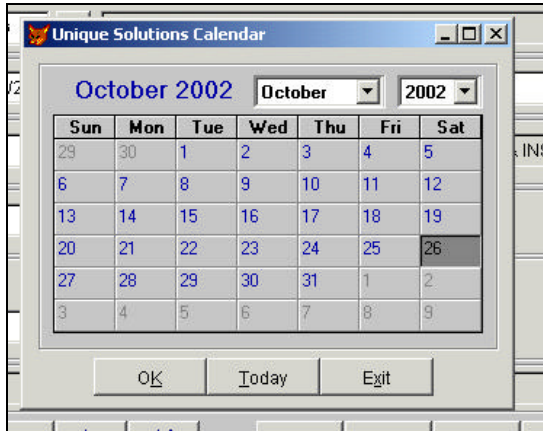 Unique Solutions Calendar
October 2002 October 2002
Sun Mon Tue Wed Thu Fri Sat
29 30 1 2 3 4 5
6 7 8 9 10 11 12
13 14 15 16 17 18 19
20 21 22 23 24 25 26
27 28 29 30 31 1 2
3 4 5 6 7 8 9
OK Today Exit